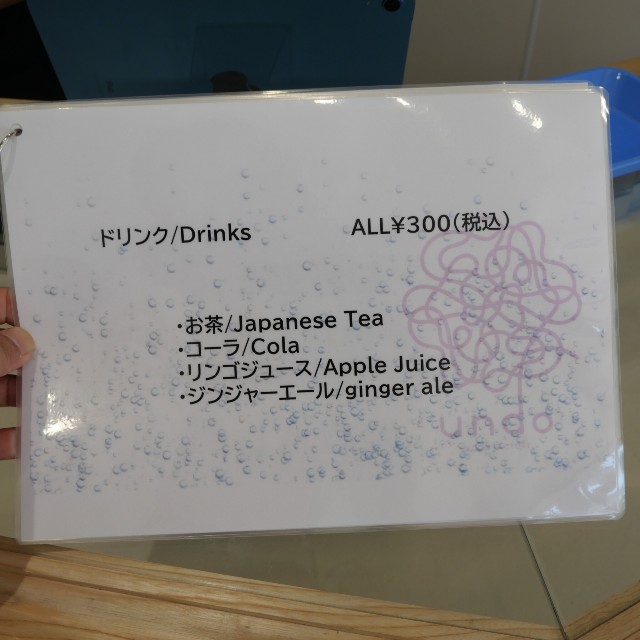 ドリンク/Drinks ALL¥300(税込)
・お茶/Japanese Tea
・コーラ/Cola
・リンゴジュース/Apple Juice
・ジンジャーエール/ginger ale
undo